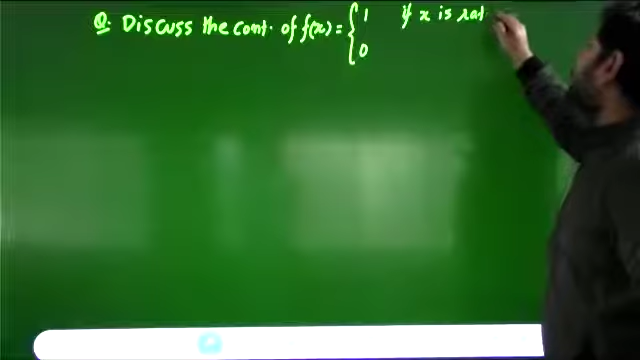 Q. Discuss the cont. of f(x) = { 1 if x is rat.
0